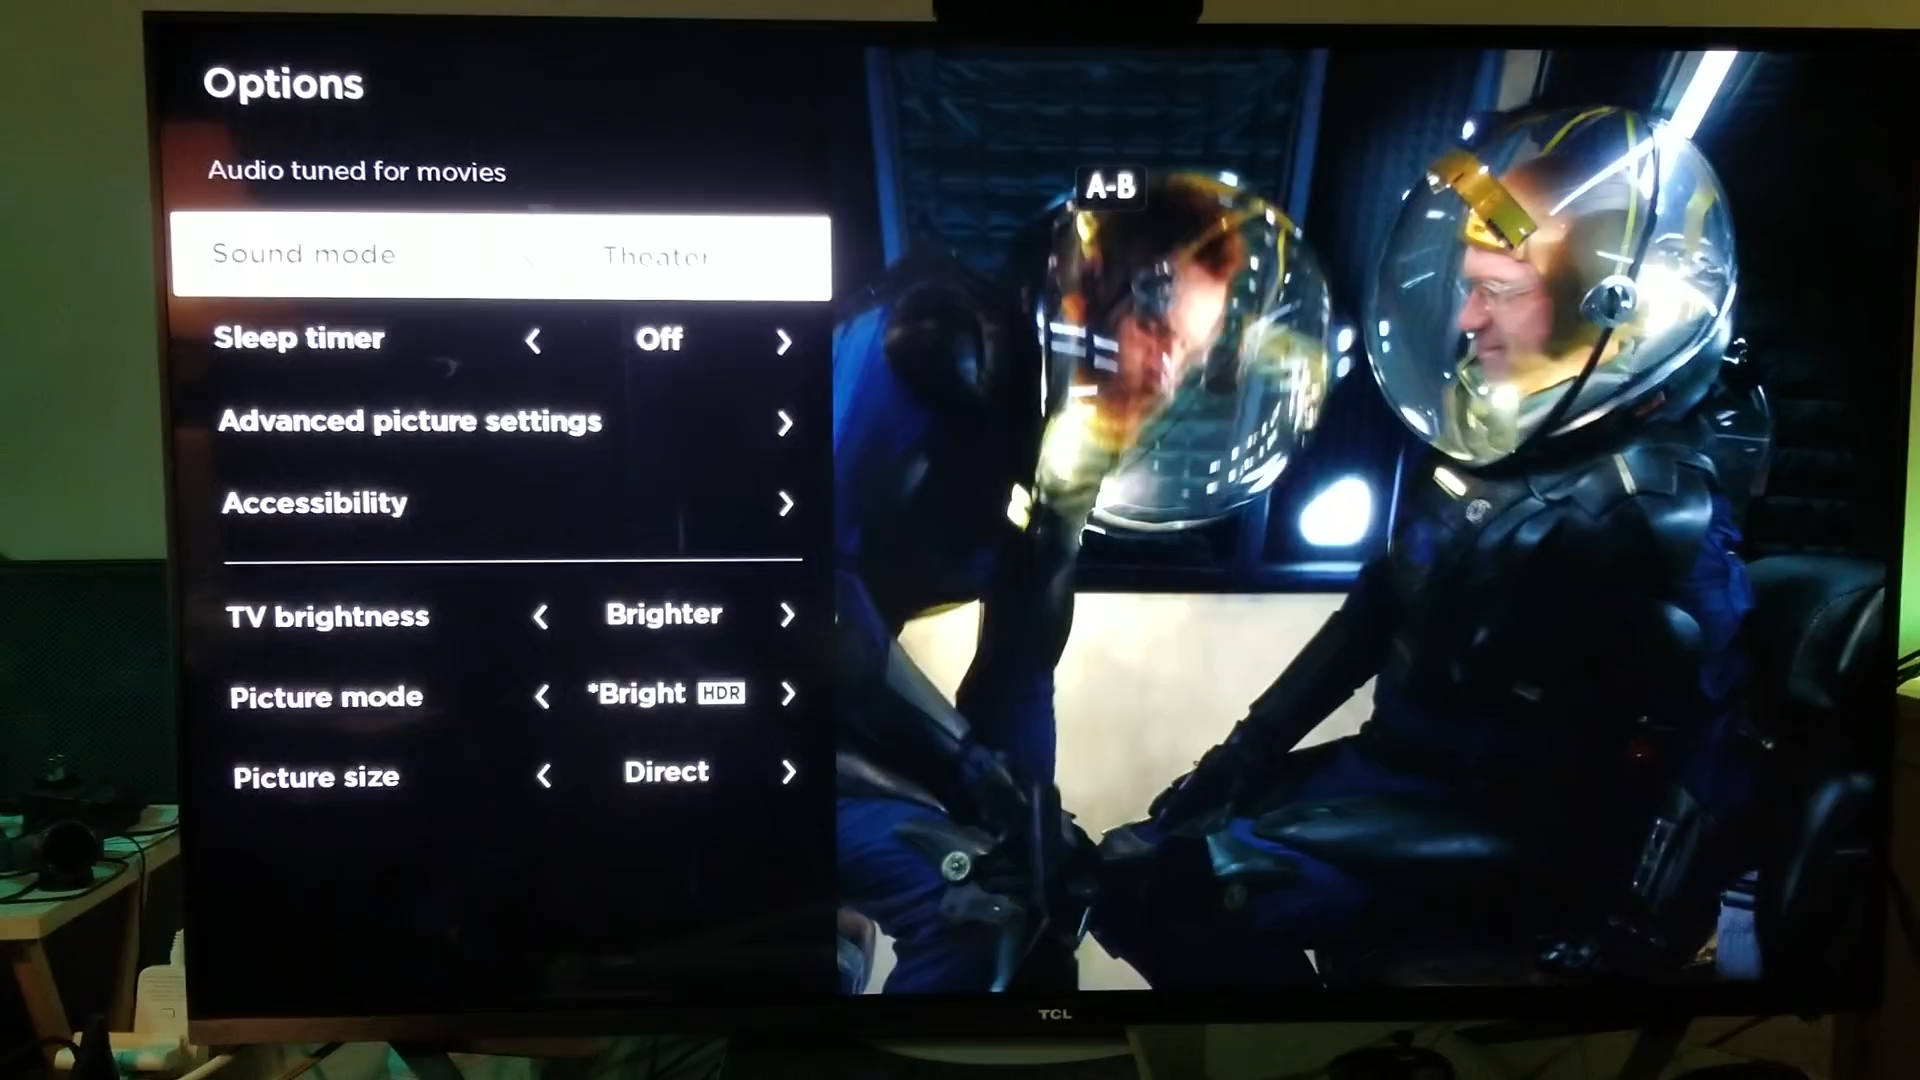 Options
Audio tuned for movies
Sound mode Theater
Sleep timer < Off >
Advanced picture settings >
Accessibility >
TV brightness < Brighter >
Picture mode < *Bright HDR >
Picture size < Direct >
A-B
TCL